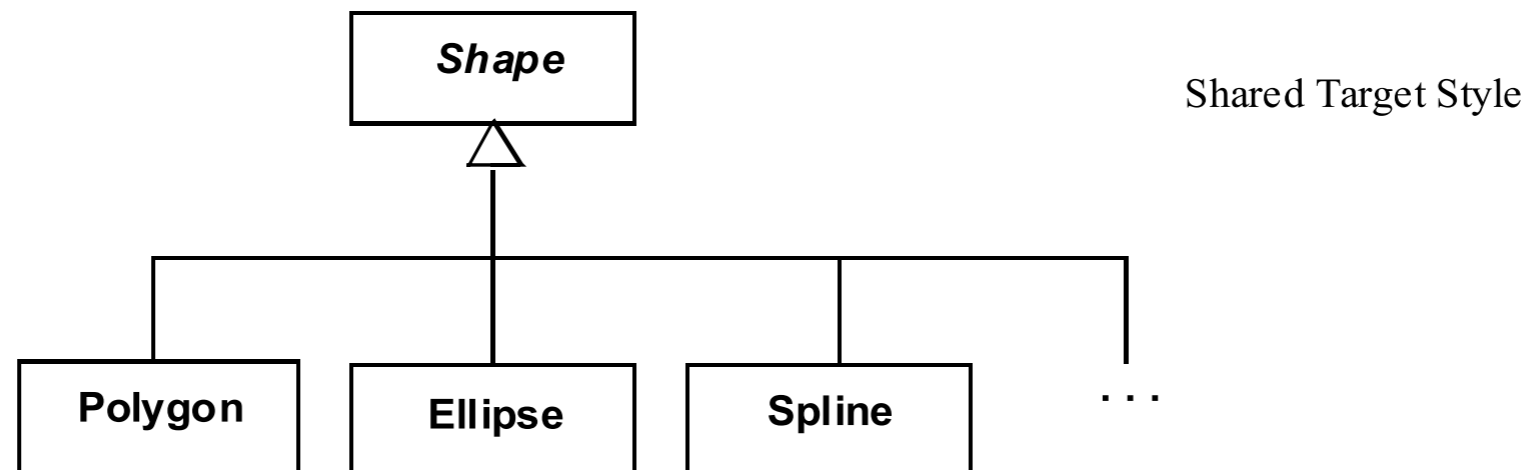 Shape
Shared Target Style
Polygon
Ellipse
Spline
. . .